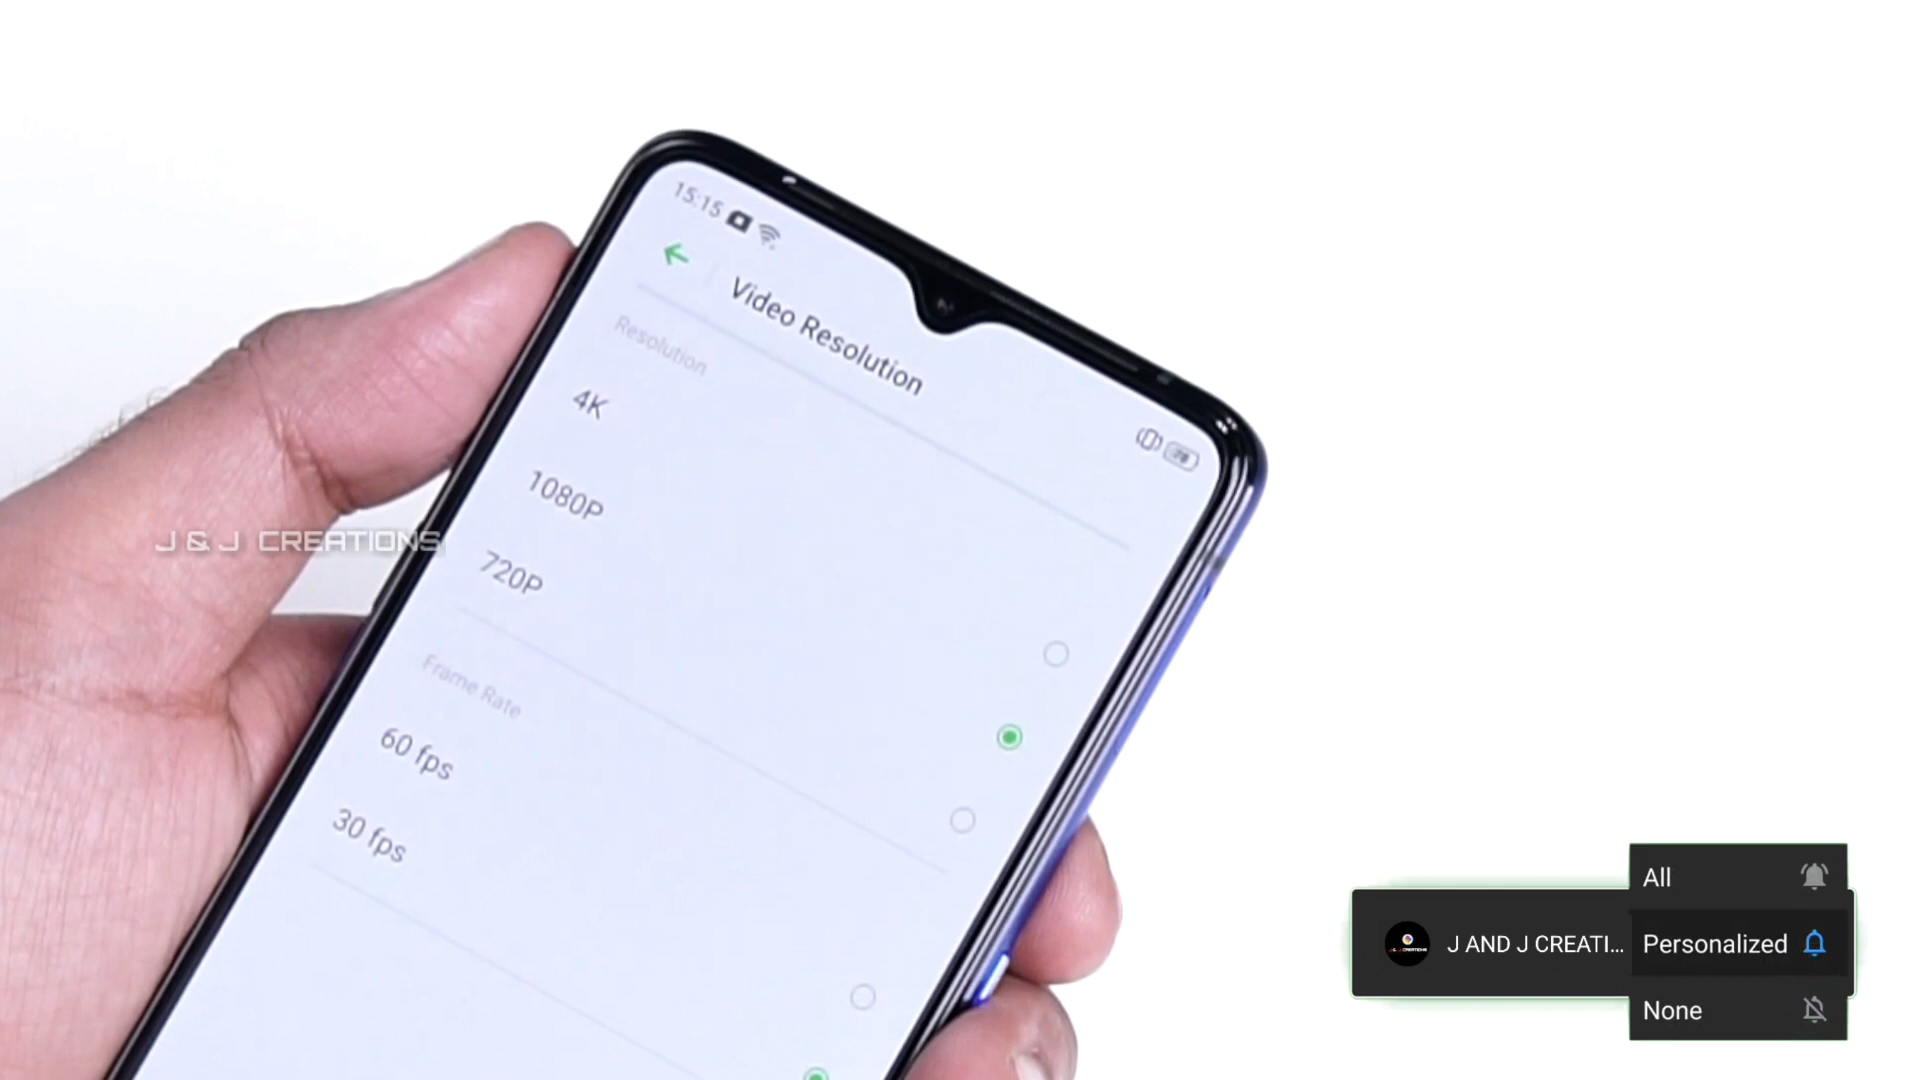 15:15
Video Resolution
78
Resolution
4K
1080P
720P
Frame Rate
60 fps
30 fps
J & J CREATIONS
All
J AND J CREATI...
Personalized
None